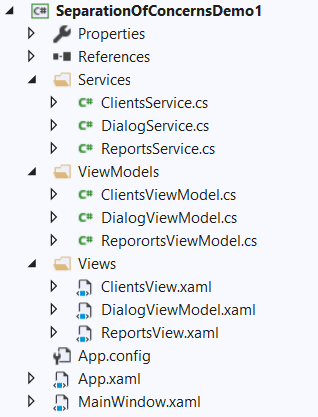 SeparationOfConcernsDemo1
Properties
References
Services
C# ClientsService.cs
C# DialogService.cs
C# ReportsService.cs
ViewModels
C# ClientsViewModel.cs
C# DialogViewModel.cs
C# ReporortsViewModel.cs
Views
ClientsView.xaml
DialogViewModel.xaml
ReportsView.xaml
App.config
App.xaml
MainWindow.xaml